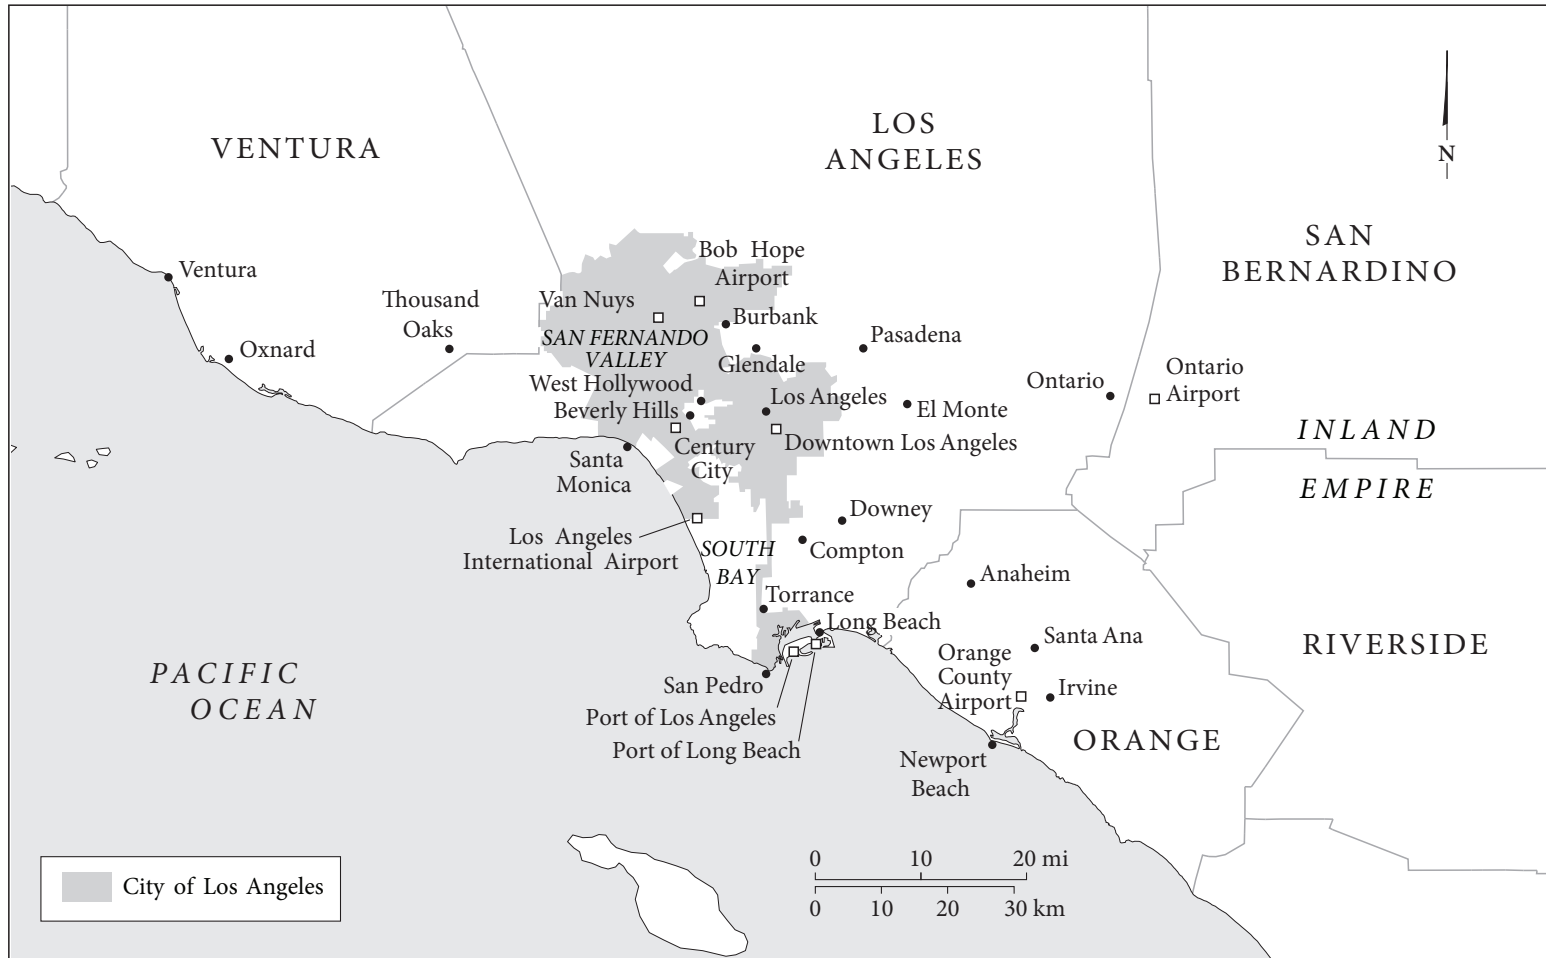 LOS
ANGELES
VENTURA
N
SAN
BERNARDINO
Bob Hope
Airport
Ventura
Thousand
Oaks
Van Nuys
Burbank
Oxnard
SAN FERNANDO
VALLEY
Pasadena
Glendale
Ontario
Ontario
Airport
West Hollywood
Beverly Hills
Los Angeles
El Monte
INLAND
EMPIRE
Century
City
Downtown Los Angeles
Santa
Monica
Downey
Los Angeles
International Airport
SOUTH
BAY
Compton
Anaheim
Torrance
Long Beach
Santa Ana
Orange
County
Airport
Irvine
RIVERSIDE
PACIFIC
OCEAN
San Pedro
Port of Los Angeles
Port of Long Beach
ORANGE
Newport
Beach
City of Los Angeles
0 10 20 mi
0 10 20 30 km